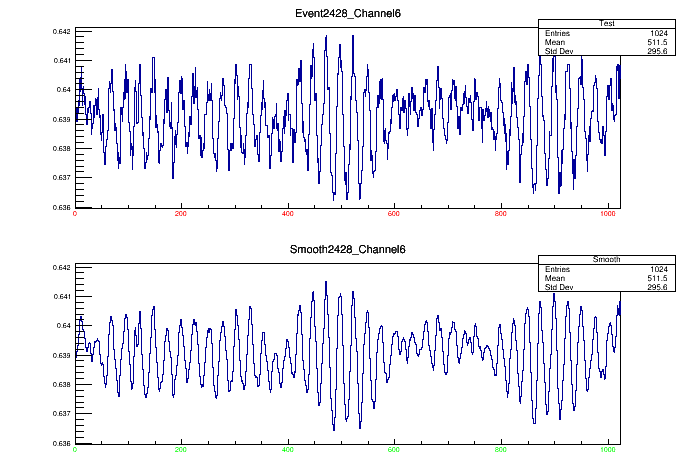 Event2428_Channel6
Test
Entries 1024
Mean 511.5
Std Dev 295.6
0.642
0.641
0.64
0.639
0.638
0.637
0.636
0 200 400 600 800 1000
Smooth2428_Channel6
Smooth
Entries 1024
Mean 511.5
Std Dev 295.6
0.642
0.641
0.64
0.639
0.638
0.637
0.636
0 200 400 600 800 1000